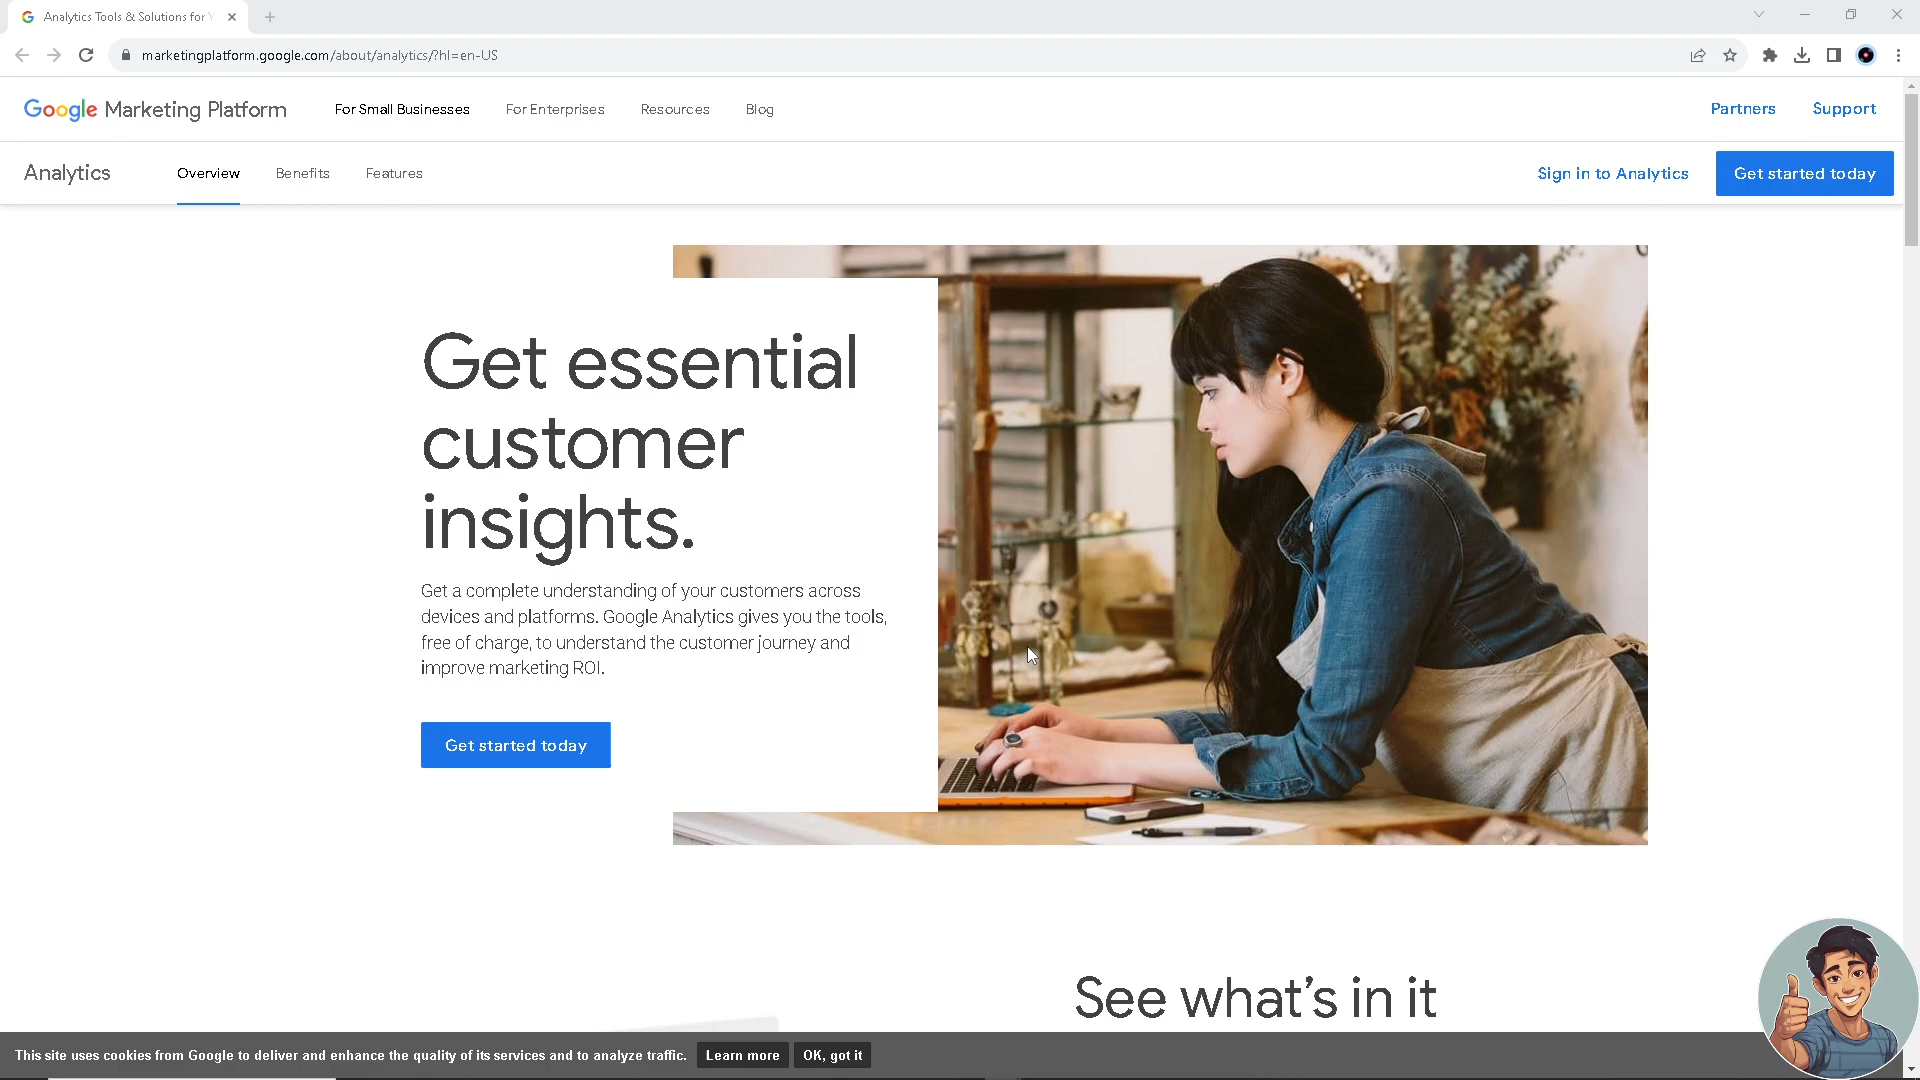 Analytics Tools & Solutions for Y
marketingplatform.google.com/about/analytics/?hl=en-US
Google Marketing Platform
For Small Businesses
For Enterprises
Resources
Blog
Partners
Support
Analytics
Overview
Benefits
Features
Sign in to Analytics
Get started today
Get essential
customer
insights.
Get a complete understanding of your customers across
devices and platforms. Google Analytics gives you the tools,
free of charge, to understand the customer journey and
improve marketing ROI.
Get started today
See what's in it
This site uses cookies from Google to deliver and enhance the quality of its services and to analyze traffic.
Learn more
OK, got it